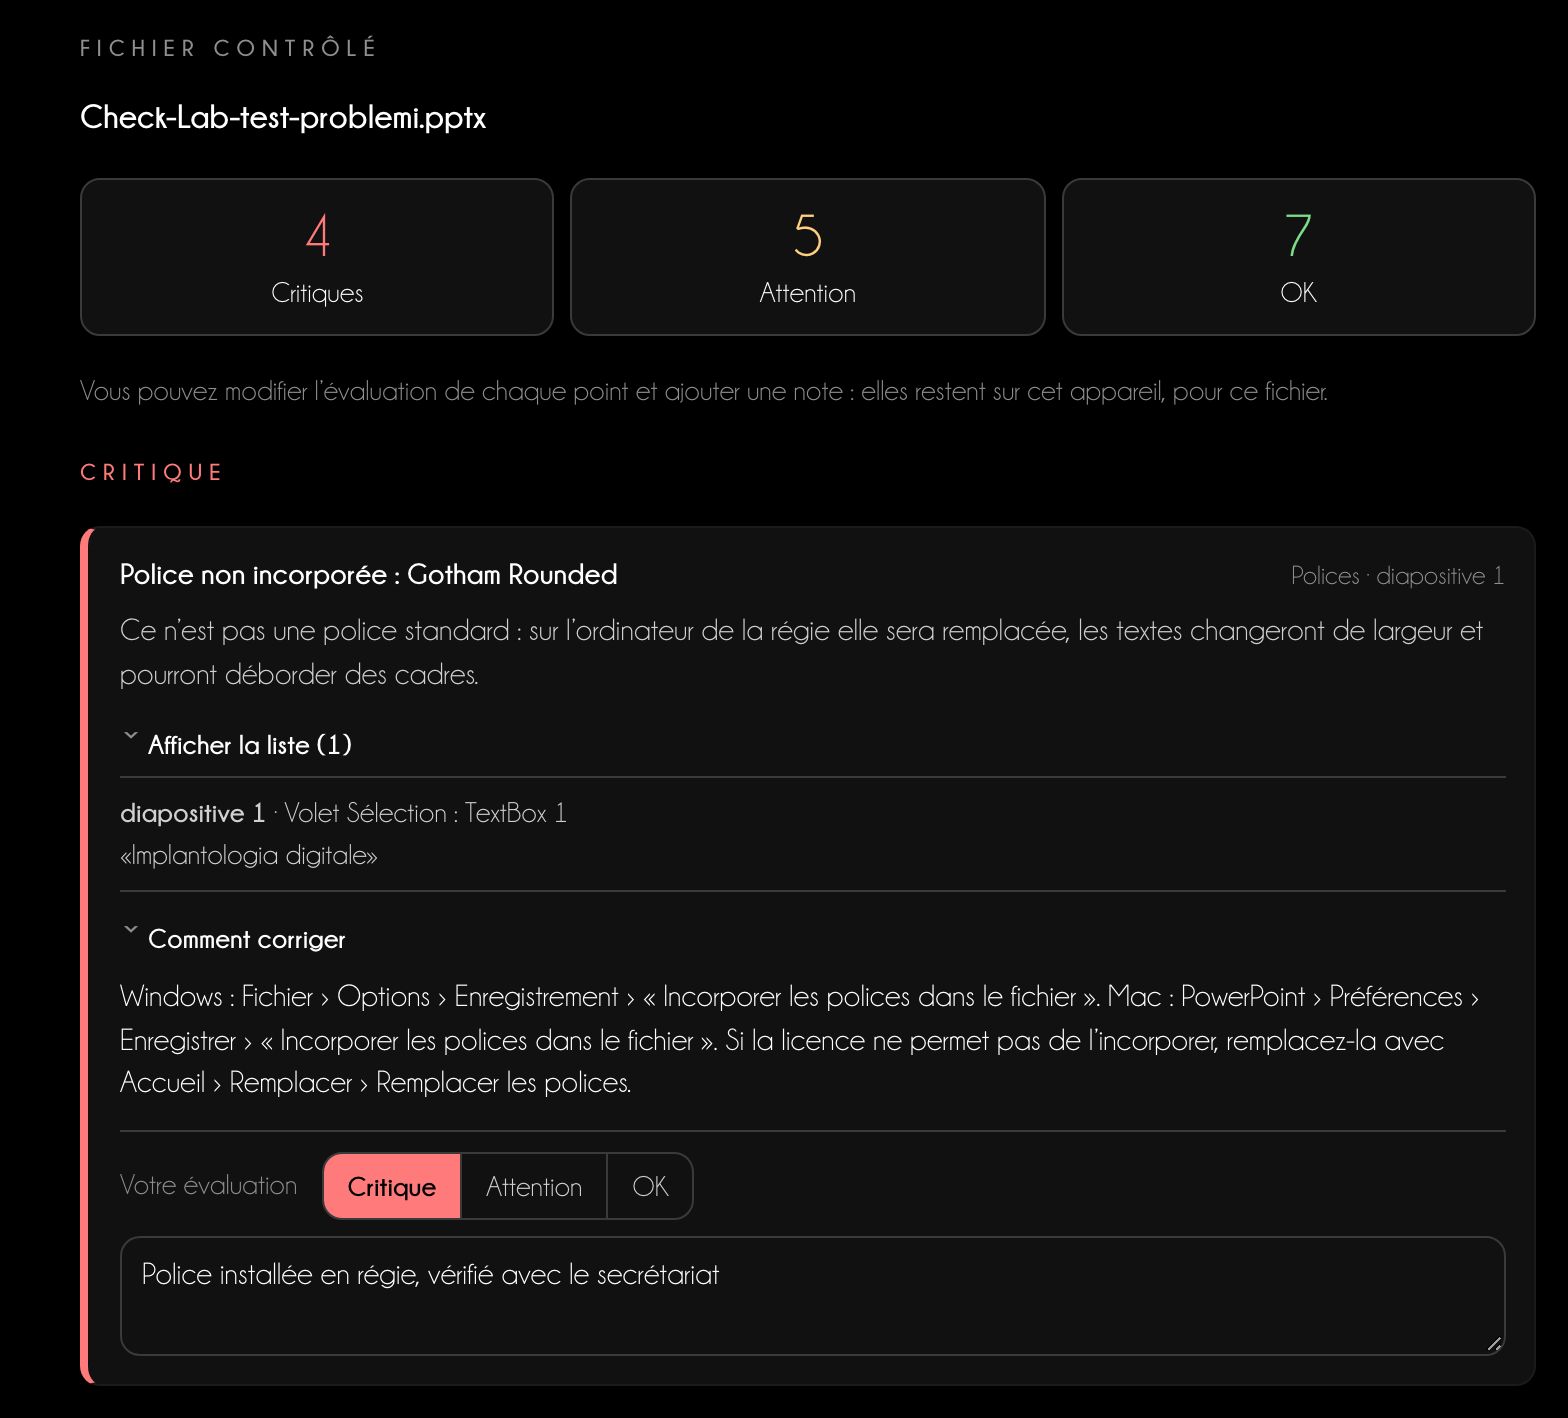 FICHIER CONTRÔLÉ
Check-Lab-test-problemi.pptx
4
Critiques
5
Attention
7
OK
Vous pouvez modifier l’évaluation de chaque point et ajouter une note : elles restent sur cet appareil, pour ce fichier.
CRITIQUE
Police non incorporée : Gotham Rounded
Polices · diapositive 1
Ce n’est pas une police standard : sur l’ordinateur de la régie elle sera remplacée, les textes changeront de largeur et
pourront déborder des cadres.
Afficher la liste (1)
diapositive 1 · Volet Sélection : TextBox 1
«Implantologia digitale»
Comment corriger
Windows : Fichier › Options › Enregistrement › « Incorporer les polices dans le fichier ». Mac : PowerPoint › Préférences ›
Enregistrer › « Incorporer les polices dans le fichier ». Si la licence ne permet pas de l’incorporer, remplacez-la avec
Accueil › Remplacer › Remplacer les polices.
Votre évaluation
Critique
Attention
OK
Police installée en régie, vérifié avec le secrétariat